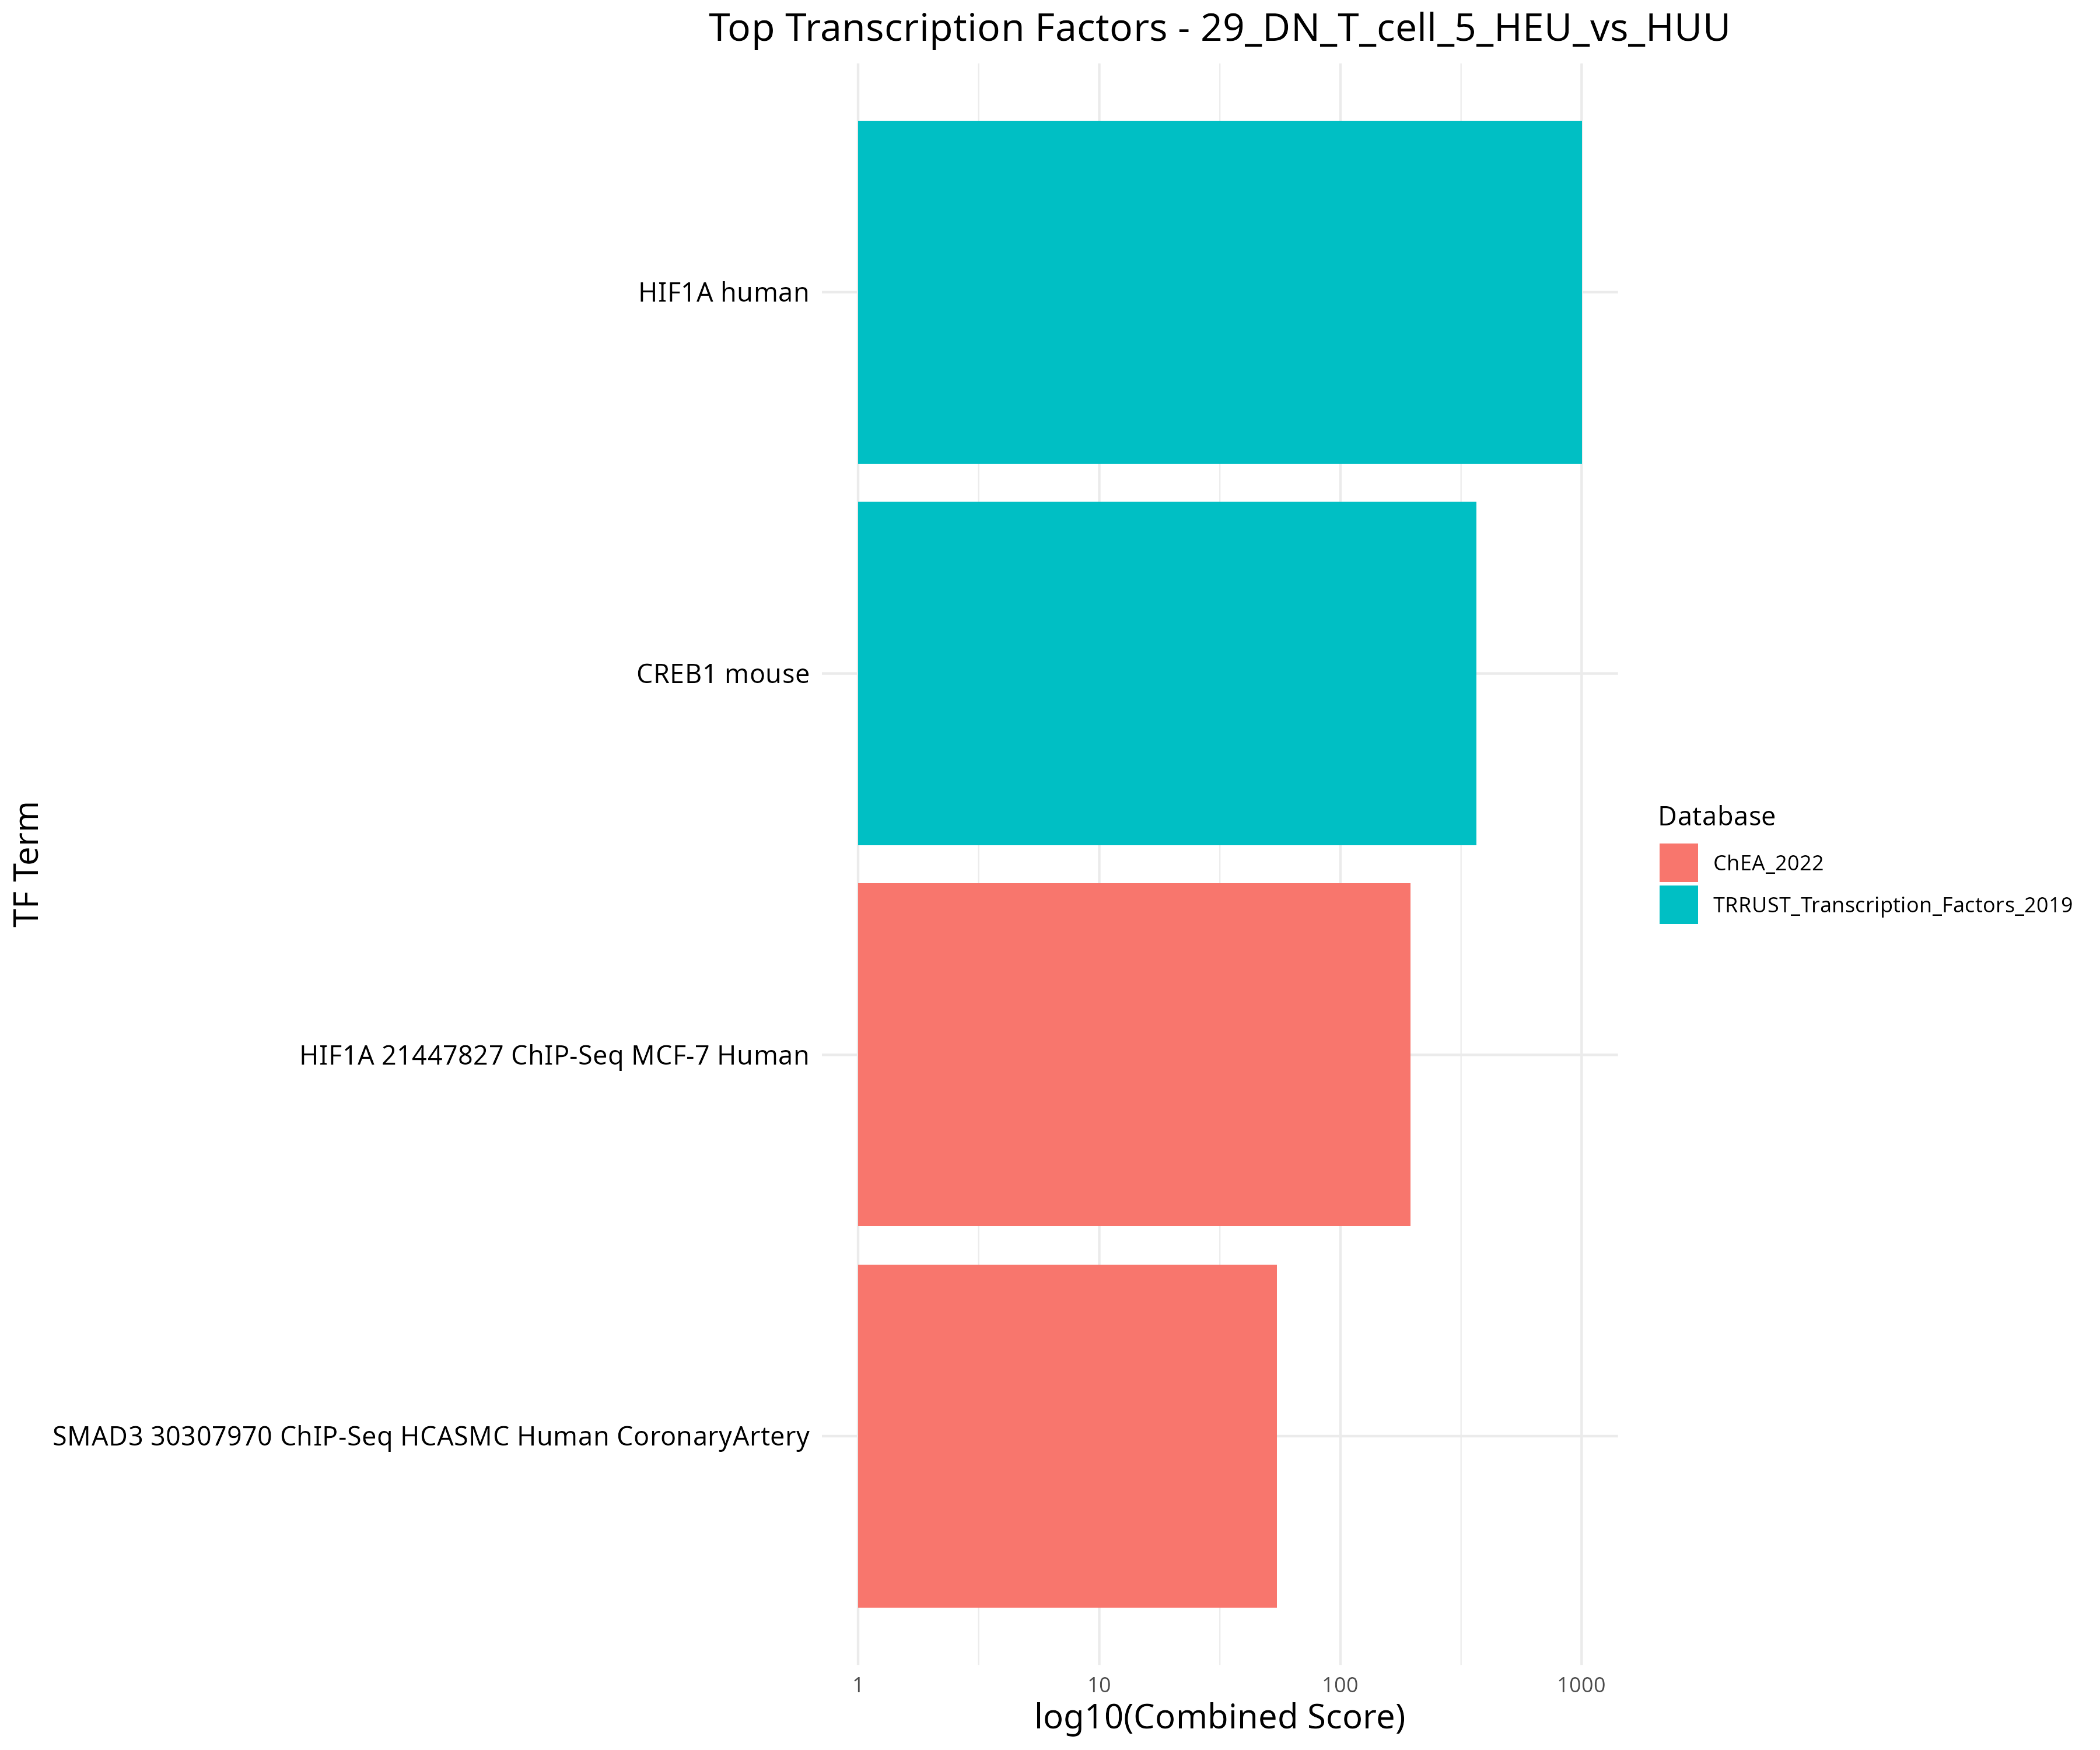 Top Transcription Factors - 29_DN_T_cell_5_HEU_vs_HUU
TF Term
HIF1A human
CREB1 mouse
HIF1A 21447827 ChIP-Seq MCF-7 Human
SMAD3 30307970 ChIP-Seq HCASMC Human CoronaryArtery
1 10 100 1000
log10(Combined Score)
Database
ChEA_2022
TRRUST_Transcription_Factors_2019